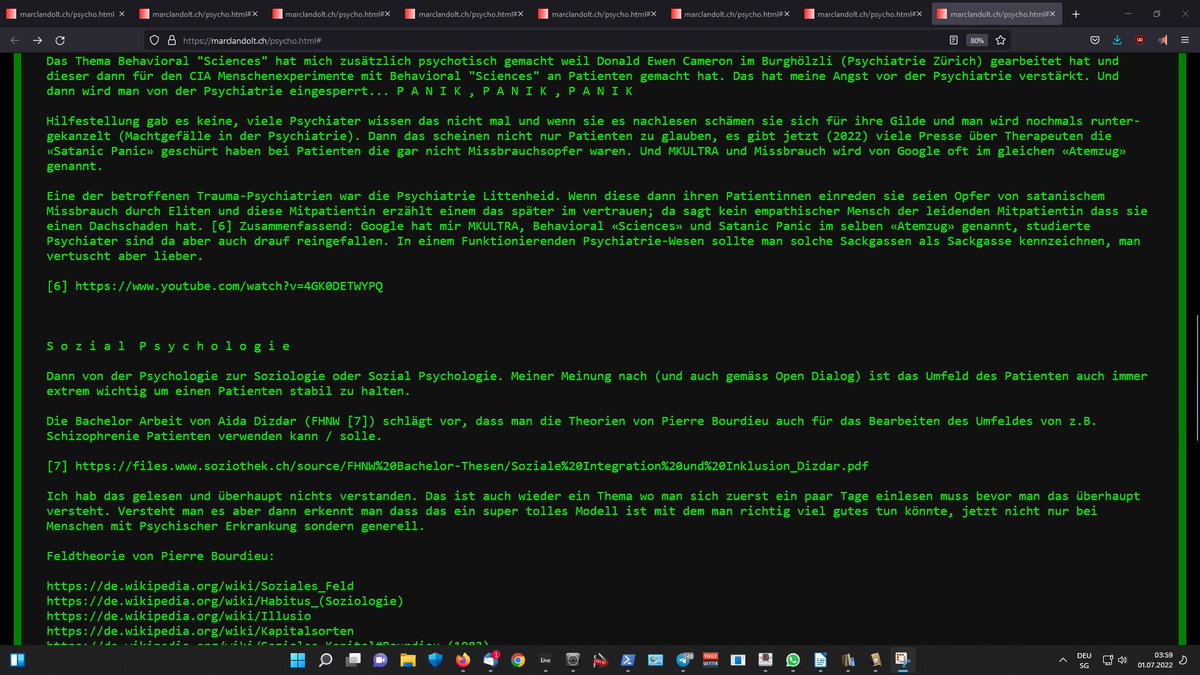 marclandolt.ch/psycho.html
marclandolt.ch/psycho.html#
marclandolt.ch/psycho.html#
marclandolt.ch/psycho.html#
marclandolt.ch/psycho.html#
marclandolt.ch/psycho.html#
marclandolt.ch/psycho.html#
marclandolt.ch/psycho.html#
https://marclandolt.ch/psycho.html#
80%
Das Thema Behavioral "Sciences" hat mich zusätzlich psychotisch gemacht weil Donald Ewen Cameron im Burghölzli (Psychiatrie Zürich) gearbeitet hat und
dieser dann für den CIA Menschenexperimente mit Behavioral "Sciences" an Patienten gemacht hat. Das hat meine Angst vor der Psychiatrie verstärkt. Und
dann wird man von der Psychiatrie eingesperrt... P A N I K , P A N I K , P A N I K
Hilfestellung gab es keine, viele Psychiater wissen das nicht mal und wenn sie es nachlesen schämen sie sich für ihre Gilde und man wird nochmals runter-
gekanzelt (Machtgefälle in der Psychiatrie). Dann das scheinen nicht nur Patienten zu glauben, es gibt jetzt (2022) viele Presse über Therapeuten die
«Satanic Panic» geschürt haben bei Patienten die gar nicht Missbrauchsopfer waren. Und MKULTRA und Missbrauch wird von Google oft im gleichen «Atemzug»
genannt.
Eine der betroffenen Trauma-Psychiatrien war die Psychiatrie Littenheid. Wenn diese dann ihren Patientinnen einreden sie seien Opfer von satanischem
Missbrauch durch Eliten und diese Mitpatientin erzählt einem das später im vertrauen; da sagt kein empathischer Mensch der leidenden Mitpatientin dass sie
einen Dachschaden hat. [6] Zusammenfassend: Google hat mir MKULTRA, Behavioral «Sciences» und Satanic Panic im selben «Atemzug» genannt, studierte
Psychiater sind da aber auch drauf reingefallen. In einem Funktionierenden Psychiatrie-Wesen sollte man solche Sackgassen als Sackgasse kennzeichnen, man
vertuscht aber lieber.
[6] https://www.youtube.com/watch?v=4GK0DETWYPQ
S o z i a l  P s y c h o l o g i e
Dann von der Psychologie zur Soziologie oder Sozial Psychologie. Meiner Meinung nach (und auch gemäss Open Dialog) ist das Umfeld des Patienten auch immer
extrem wichtig um einen Patienten stabil zu halten.
Die Bachelor Arbeit von Aida Dizdar (FHNW [7]) schlägt vor, dass man die Theorien von Pierre Bourdieu auch für das Bearbeiten des Umfeldes von z.B.
Schizophrenie Patienten verwenden kann / solle.
[7] https://files.www.soziothek.ch/source/FHNW%20Bachelor-Thesen/Soziale%20Integration%20und%20Inklusion_Dizdar.pdf
Ich hab das gelesen und überhaupt nichts verstanden. Das ist auch wieder ein Thema wo man sich zuerst ein paar Tage einlesen muss bevor man das überhaupt
versteht. Versteht man es aber dann erkennt man dass das ein super tolles Modell ist mit dem man richtig viel gutes tun könnte, jetzt nicht nur bei
Menschen mit Psychischer Erkrankung sondern generell.
Feldtheorie von Pierre Bourdieu:
https://de.wikipedia.org/wiki/Soziales_Feld
https://de.wikipedia.org/wiki/Habitus_(Soziologie)
https://de.wikipedia.org/wiki/Illusio
https://de.wikipedia.org/wiki/Kapitalsorten
https://de.wikipedia.org/wiki/Soziales_Kapital#Bourdieu_(1983)
Live
DEU
SG
03:59
01.07.2022